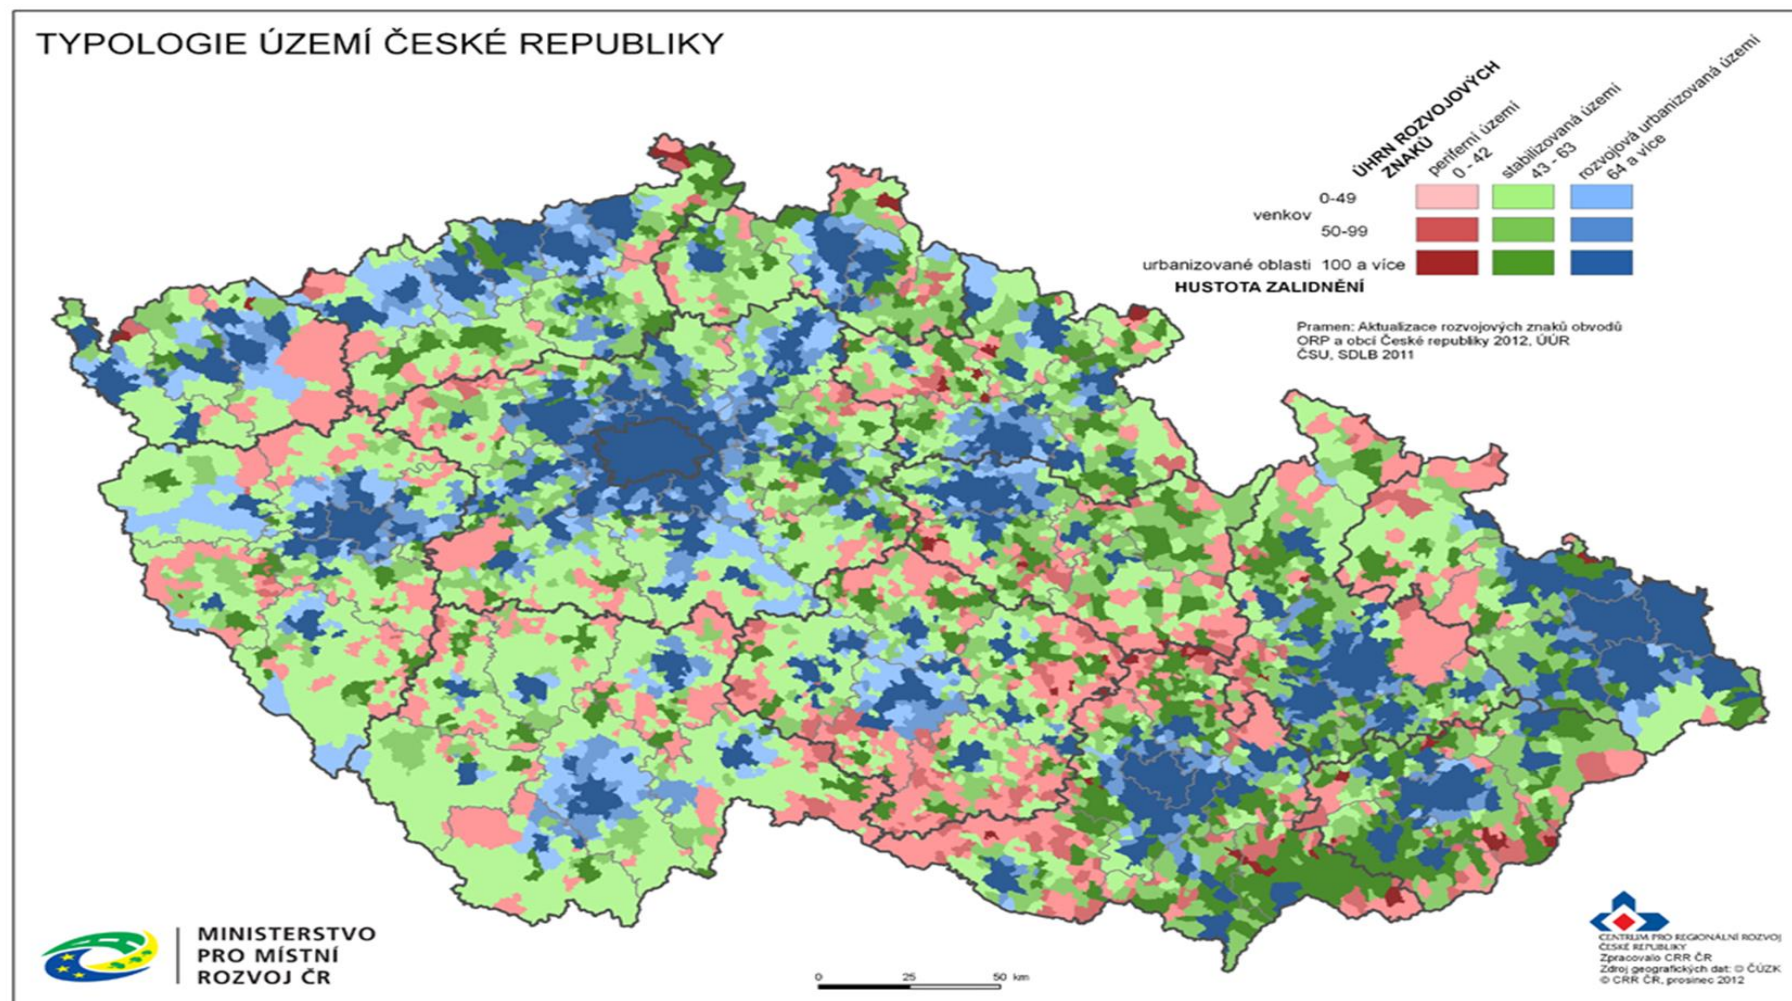 TYPOLOGIE ÚZEMÍ ČESKÉ REPUBLIKY
ÚHRN ROZVOJOVÝCH
ZNAKŮ
periferní území
0 - 42
stabilizovaná území
43 - 63
rozvojová urbanizovaná území
64 a více
0-49
venkov
50-99
urbanizované oblasti 100 a více
HUSTOTA ZALIDNĚNÍ
Pramen: Aktualizace rozvojových znaků obvodů
ORP a obcí České republiky 2012, ÚÚR
ČSU, SDLB 2011
MINISTERSTVO
PRO MÍSTNÍ
ROZVOJ ČR
0 25 50 km
CENTRUM PRO REGIONÁLNÍ ROZVOJ
ČESKÉ REPUBLIKY
Zpracovalo CRR ČR
Zdroj geografických dat: © ČÚZK
© CRR ČR, prosinec 2012